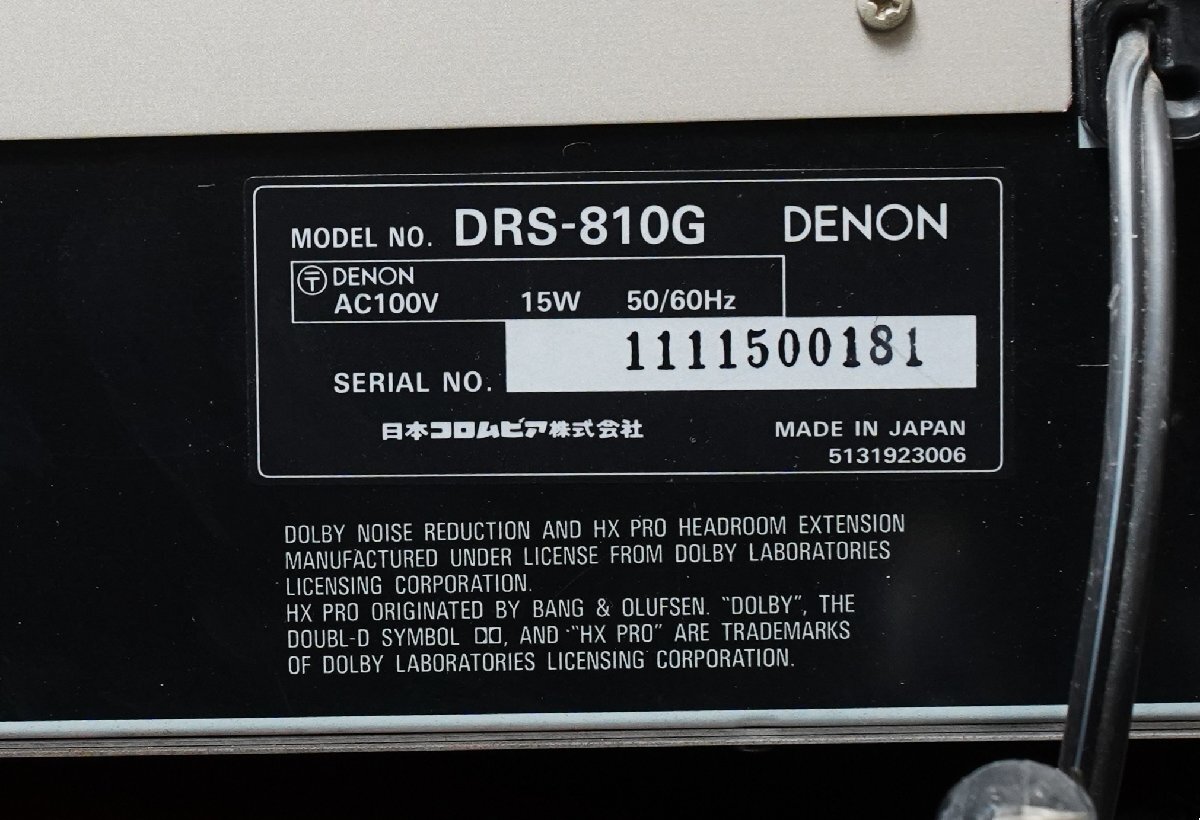 MODEL NO. DRS-810G DENON
〒 DENON
AC100V 15W 50/60Hz
1111500181
SERIAL NO.
日本コロムビア株式会社 MADE IN JAPAN
5131923006
DOLBY NOISE REDUCTION AND HX PRO HEADROOM EXTENSION
MANUFACTURED UNDER LICENSE FROM DOLBY LABORATORIES
LICENSING CORPORATION.
HX PRO ORIGINATED BY BANG & OLUFSEN. "DOLBY", THE
DOUBL-D SYMBOL DD, AND "HX PRO" ARE TRADEMARKS
OF DOLBY LABORATORIES LICENSING CORPORATION.